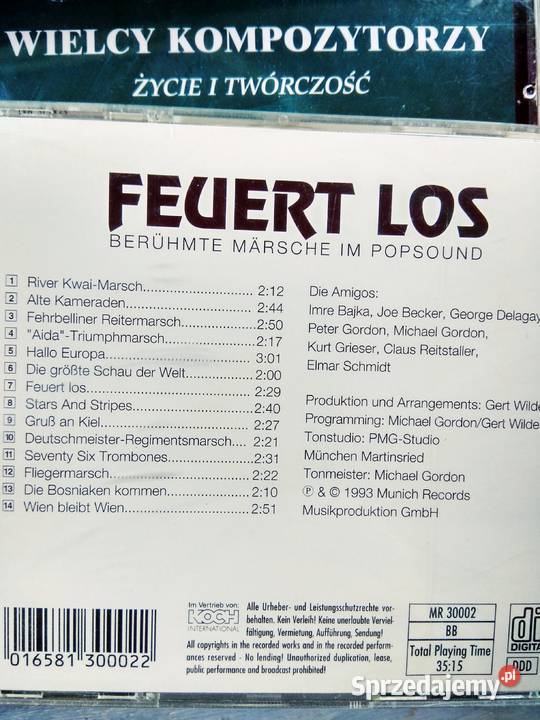 WIELCY KOMPOZYTORZY
ŻYCIE I TWÓRCZOŚĆ
FEUERT LOS
BERÜHMTE MÄRSCHE IM POPSOUND
1 River Kwai-Marsch 2:12
2 Alte Kameraden 2:44
3 Fehrbelliner Reitermarsch 2:50
4 "Aida"-Triumphmarsch 2:17
5 Hallo Europa 3:01
6 Die größte Schau der Welt 2:00
7 Feuert los 2:29
8 Stars And Stripes 2:40
9 Gruß an Kiel 2:27
10 Deutschmeister-Regimentsmarsch 2:21
11 Seventy Six Trombones 2:31
12 Fliegermarsch 2:22
13 Die Bosniaken kommen 2:10
14 Wien bleibt Wien 2:51
Die Amigos:
Imre Bajka, Joe Becker, George Delagay
Peter Gordon, Michael Gordon,
Kurt Grieser, Claus Reitstaller,
Elmar Schmidt
Produktion und Arrangements: Gert Wilde
Programming: Michael Gordon/Gert Wilde
Tonstudio: PMG-Studio
München Martinsried
Tonmeister: Michael Gordon
℗ & © 1993 Munich Records
Musikproduktion GmbH
016581300022
Im Vertrieb von:
KOCH
INTERNATIONAL
Alle Urheber- und Leistungsschutzrechte vor-
behalten. Kein Verleih! Keine unerlaubte Verviel-
fältigung, Vermietung, Aufführung, Sendung!
All copyrights in the recorded works and in the recorded perfor-
mances reserved - No lending! Unauthorized duplication, lease,
public performance and broadcast prohibited!
MR 30002
BB
Total Playing Time
35:15
DIGITA
DDD
Sprzedajemy.pl